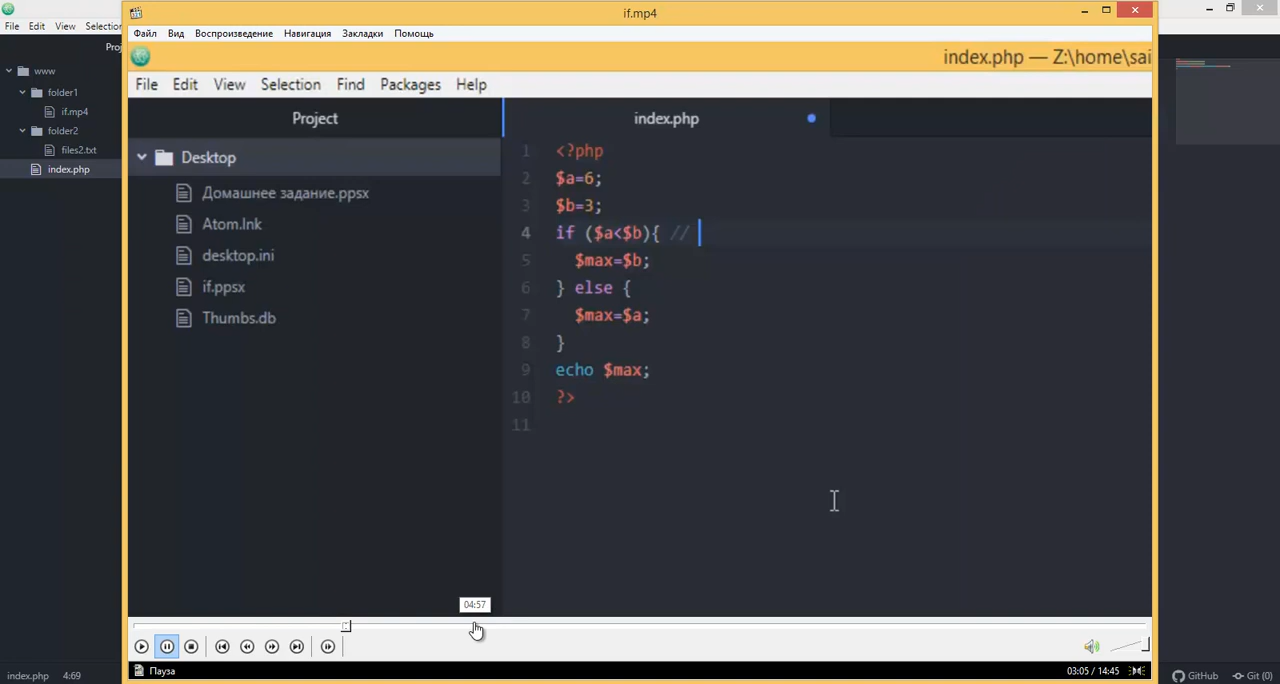 if.mp4
File Edit View Selection
Файл Вид Воспроизведение Навигация Закладки Помощь
www
folder1
if.mp4
folder2
files2.txt
index.php
index.php — Z:\home\sai
File Edit View Selection Find Packages Help
Project
index.php
Desktop
Домашнее задание.ppsx
Atom.lnk
desktop.ini
if.ppsx
Thumbs.db
1 <?php
2 $a=6;
3 $b=3;
4 if ($a<$b){ //
5 $max=$b;
6 } else {
7 $max=$a;
8 }
9 echo $max;
10 ?>
11
04:57
Пауза
03:05 / 14:45
index.php 4:69
GitHub Git (0)